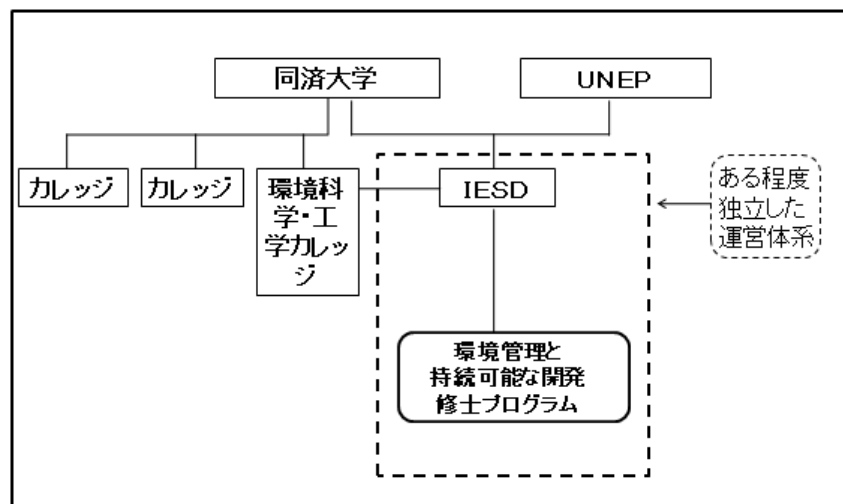 同済大学
UNEP
カレッジ
カレッジ
環境科
学・工
学カレッ
ジ
IESD
ある程度
独立した
運営体系
環境管理と
持続可能な開発
修士プログラム